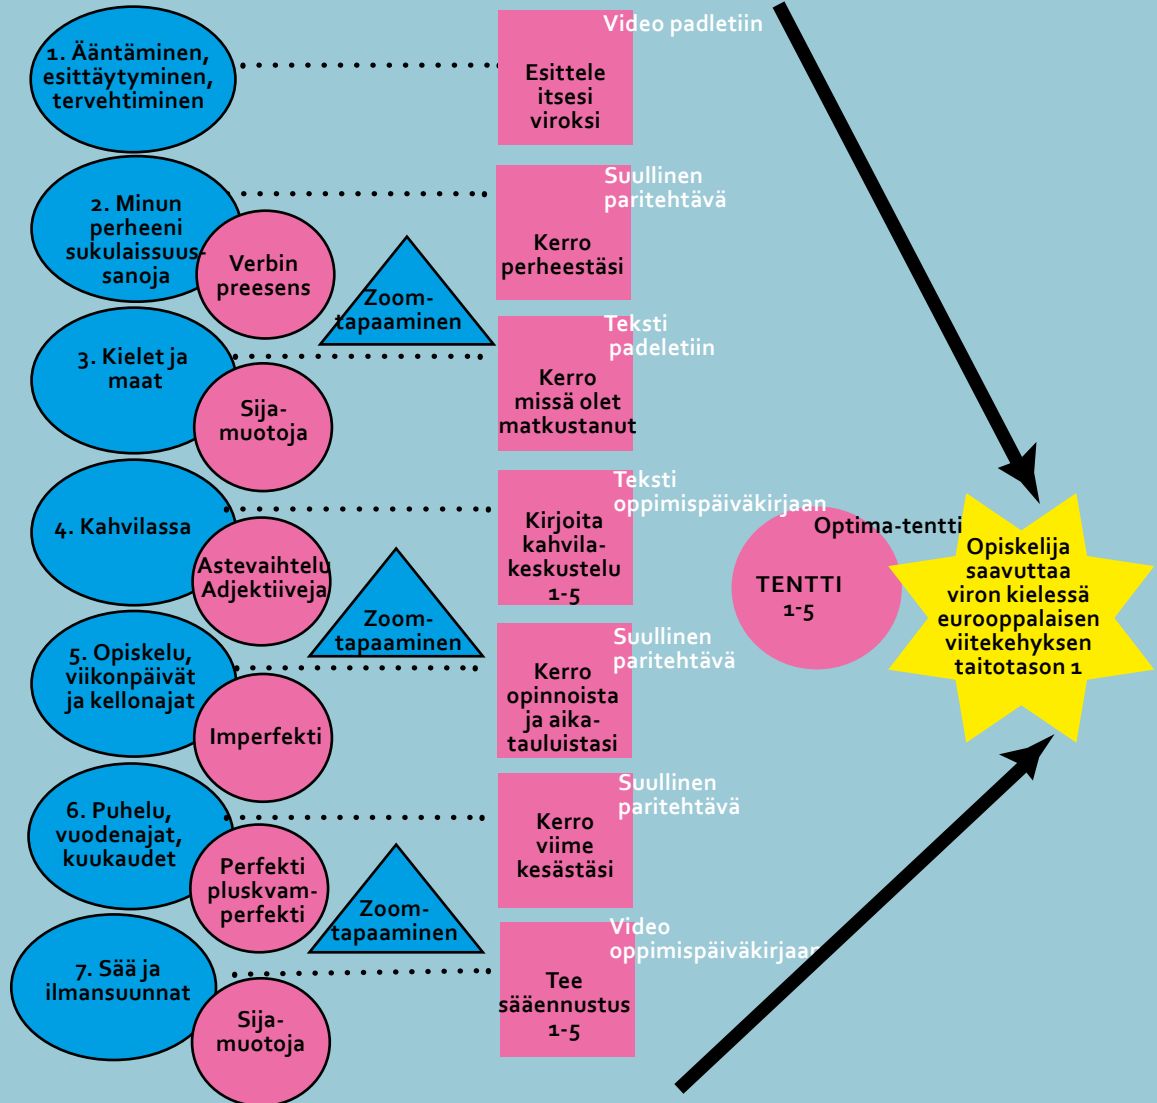 1. Ääntäminen,
esittäytyminen,
tervehtiminen
Video padletiin
Esittele
itsesi
viroksi
2. Minun
perheeni
sukulaissuus-
sanoja
Verbin
preesens
Suullinen
paritehtävä
Kerro
perheestäsi
Zoom-
tapaaminen
3. Kielet ja
maat
Sija-
muotoja
Teksti
padeletiin
Kerro
missä olet
matkustanut
4. Kahvilassa
Astevaihtelu
Adjektiiveja
Teksti
oppimispäiväkirjaan
Kirjoita
kahvila-
keskustelu
1-5
Zoom-
tapaaminen
5. Opiskelu,
viikonpäivät
ja kellonajat
Imperfekti
Suullinen
paritehtävä
Kerro
opinnoista
ja aika-
tauluistasi
6. Puhelu,
vuodenajat,
kuukaudet
Perfekti
pluskvam-
perfekti
Suullinen
paritehtävä
Kerro
viime
kesästäsi
Zoom-
tapaaminen
7. Sää ja
ilmansuunnat
Sija-
muotoja
Video
oppimispäiväkirjaan
Tee
sääennustus
1-5
Optima-tentti
TENTTI
1-5
Opiskelija
saavuttaa
viron kielessä
eurooppalaisen
viitekehyksen
taitotason 1